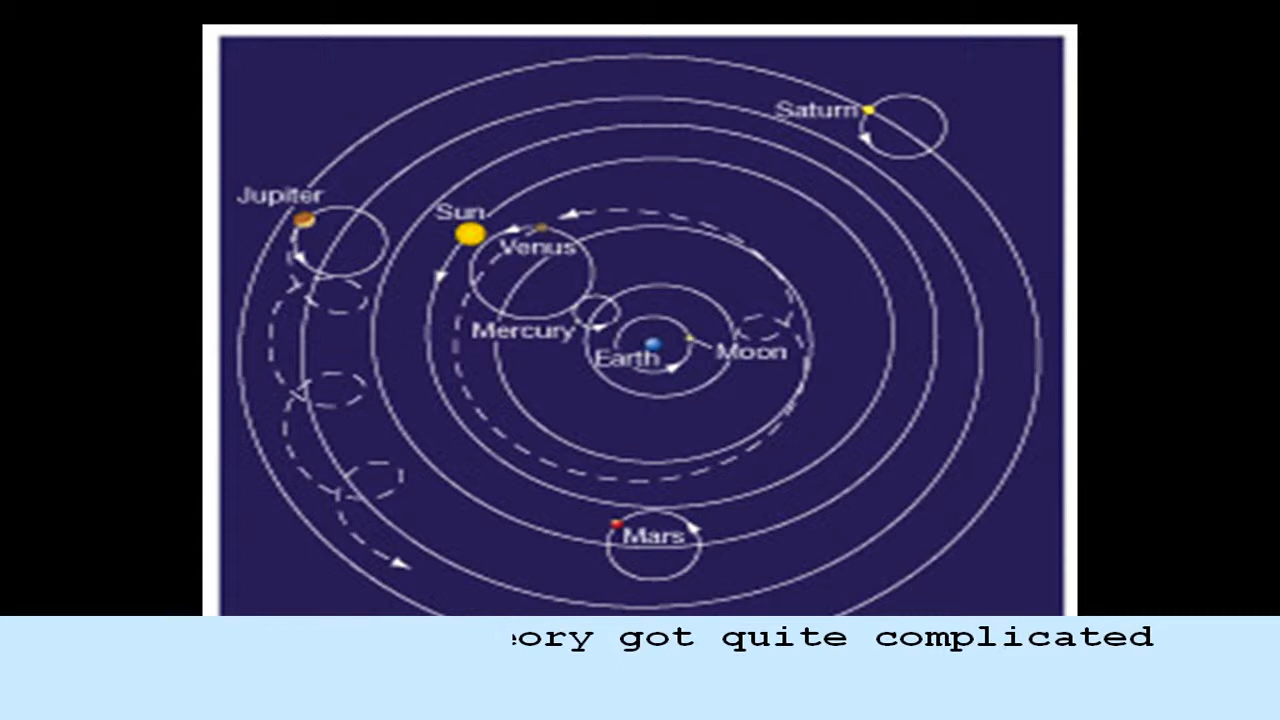 Saturn
Jupiter
Sun
Venus
Mercury
Earth
Moon
Mars
got quite complicated